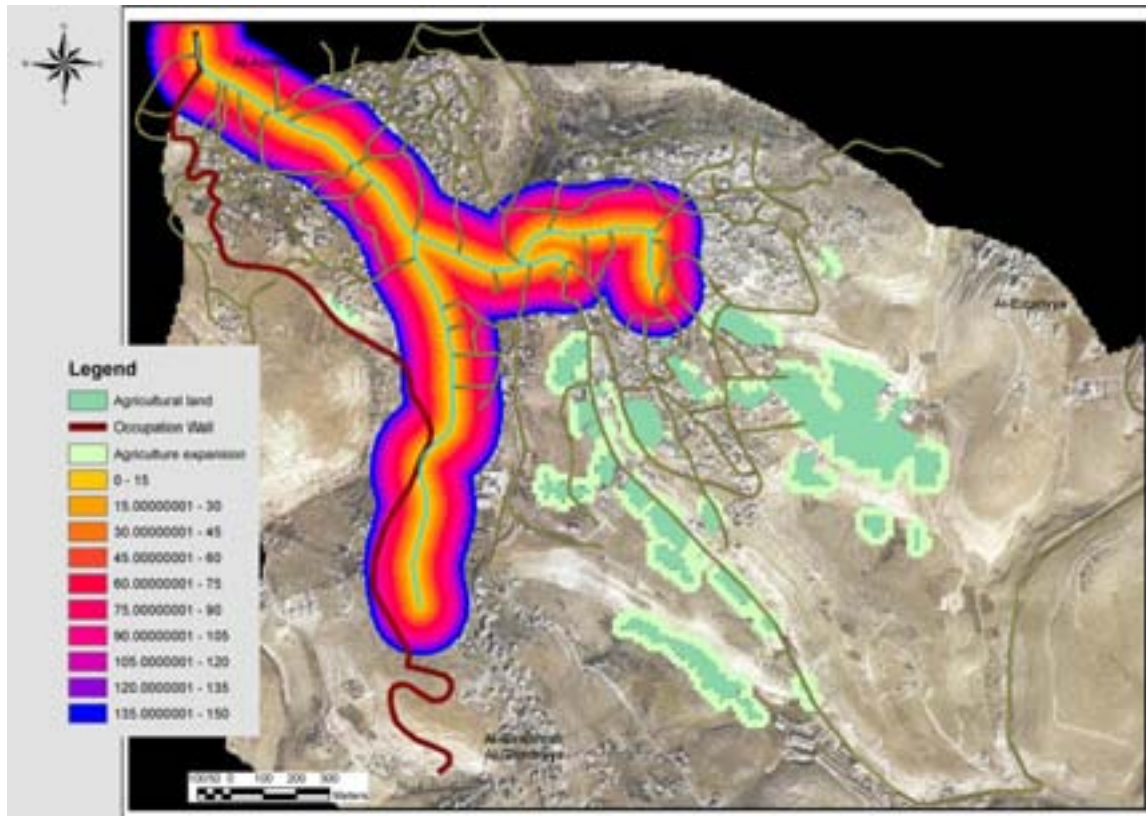 Al-Eizariyya
Legend
Agricultural land
Occupation Wall
Agriculture expansion
0 - 15
15.00000001 - 30
30.00000001 - 45
45.00000001 - 60
60.00000001 - 75
75.00000001 - 90
90.00000001 - 105
105.0000001 - 120
120.0000001 - 135
135.0000001 - 150
0 100 200 300
Meters